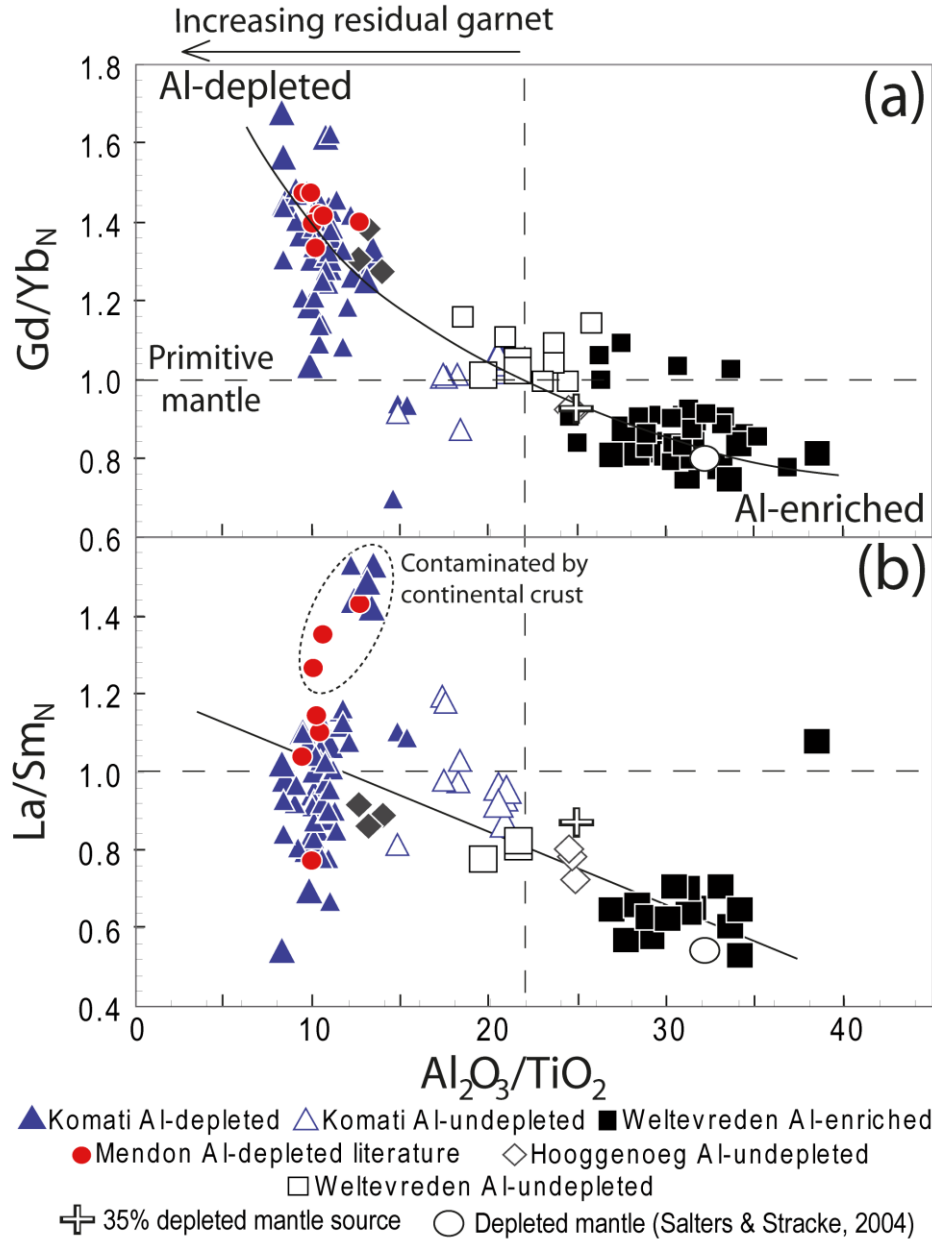 Increasing residual garnet
1.8
Al-depleted
(a)
1.6
1.4
Gd/Yb_N
1.2
Primitive
mantle
1.0
0.8
Al-enriched
0.6
Contaminated by
continental crust
(b)
1.4
1.2
La/Sm_N
1.0
0.8
0.6
0.4
0 10 20 30 40
Al₂O₃/TiO₂
Komati Al-depleted Komati Al-undepleted Weltevreden Al-enriched
Mendon Al-depleted literature Hooggenoeg Al-undepleted
Weltevreden Al-undepleted
35% depleted mantle source Depleted mantle (Salters & Stracke, 2004)